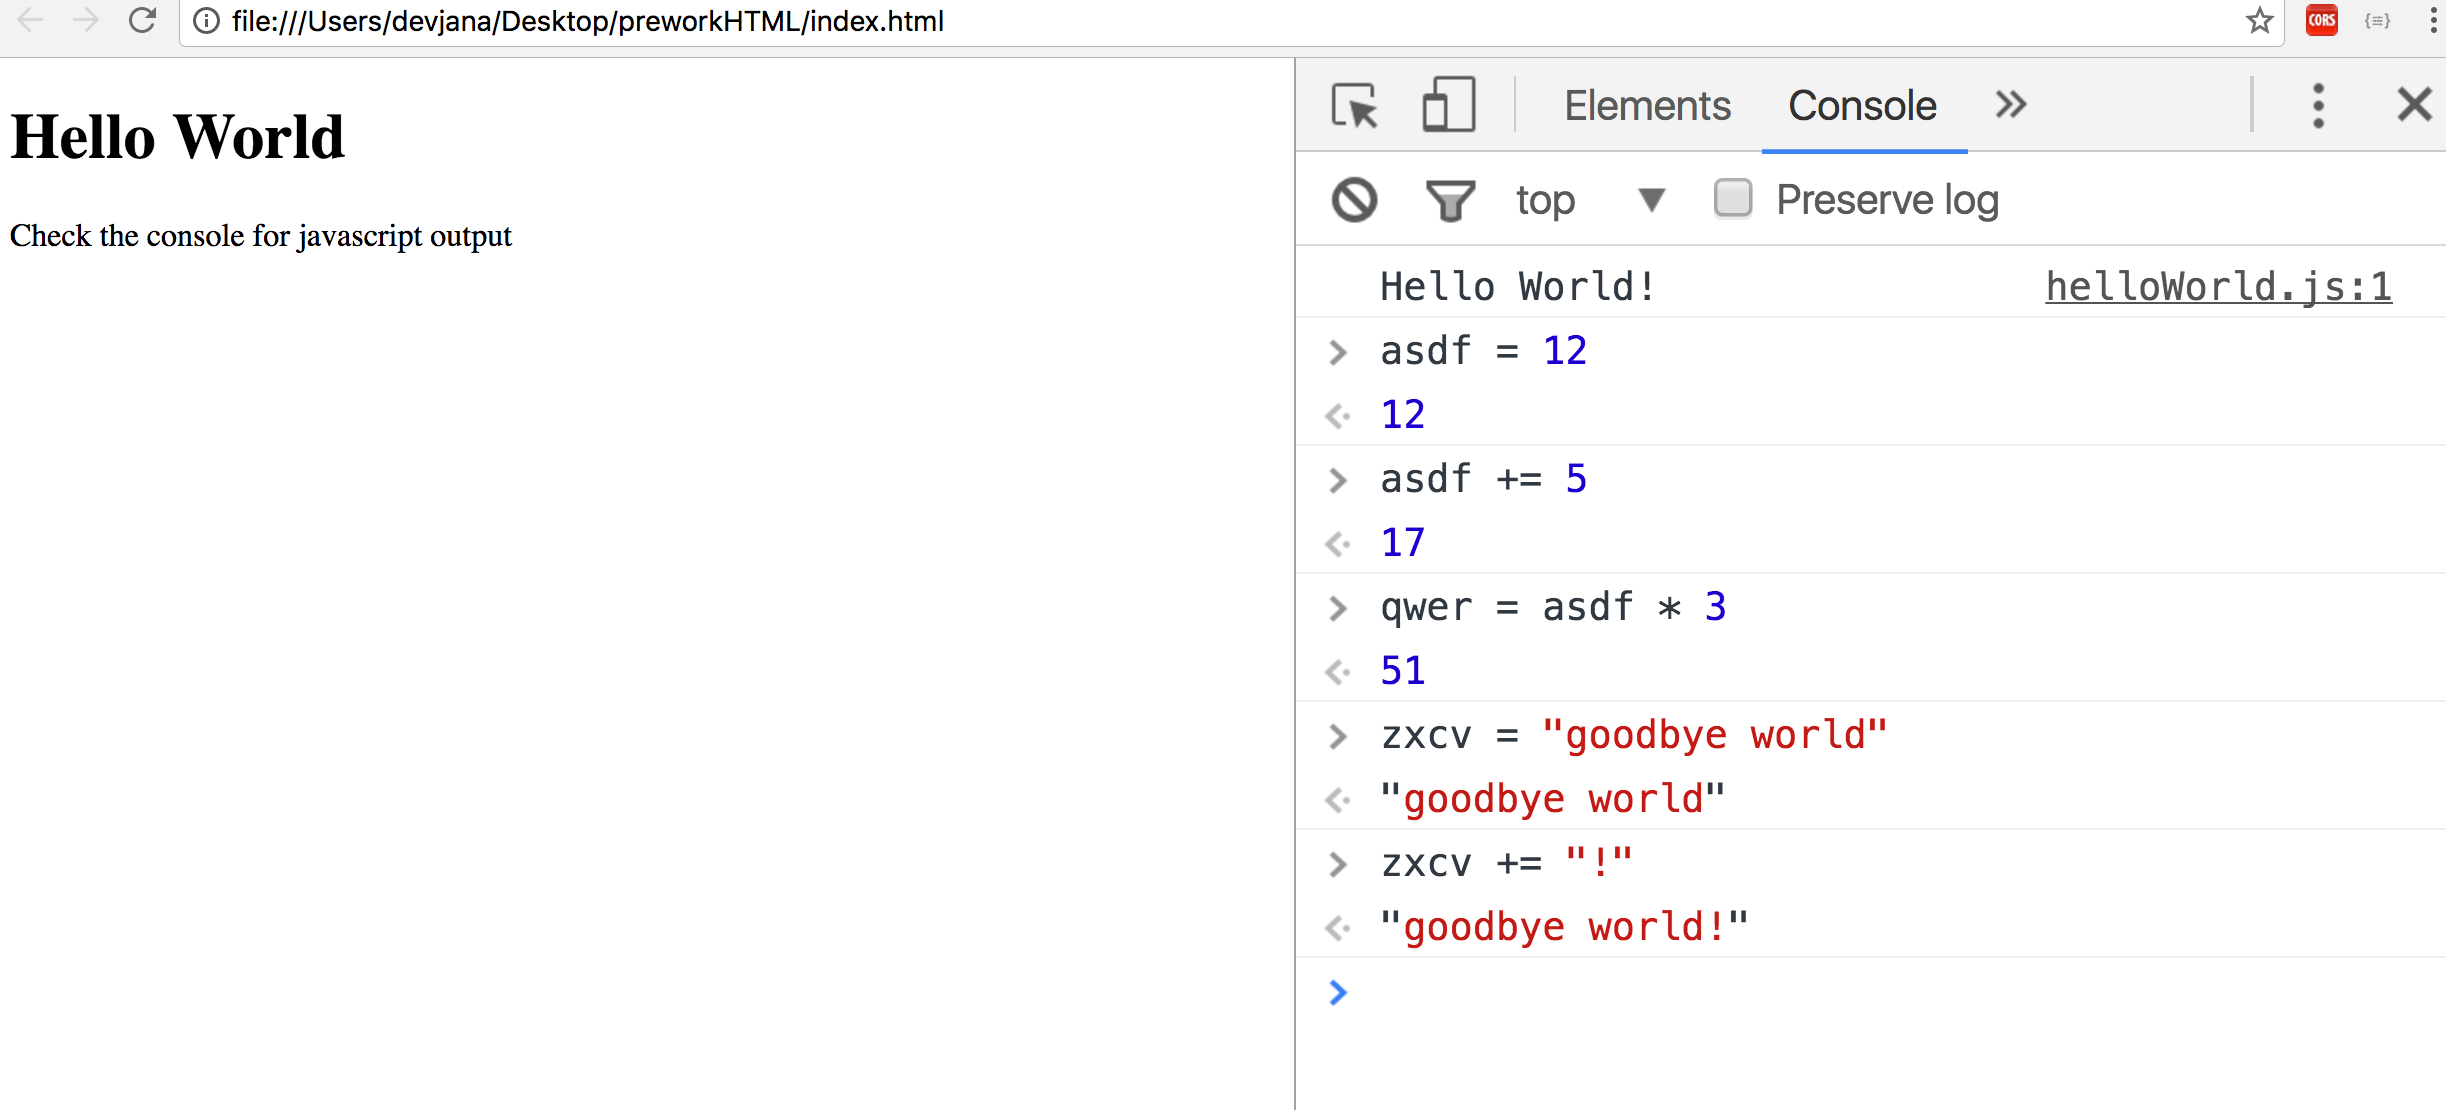 file:///Users/devjana/Desktop/preworkHTML/index.html
CORS
Hello World
Check the console for javascript output
Elements Console
top Preserve log
Hello World! helloWorld.js:1
asdf = 12
12
asdf += 5
17
qwer = asdf * 3
51
zxcv = "goodbye world"
"goodbye world"
zxcv += "!"
"goodbye world!"